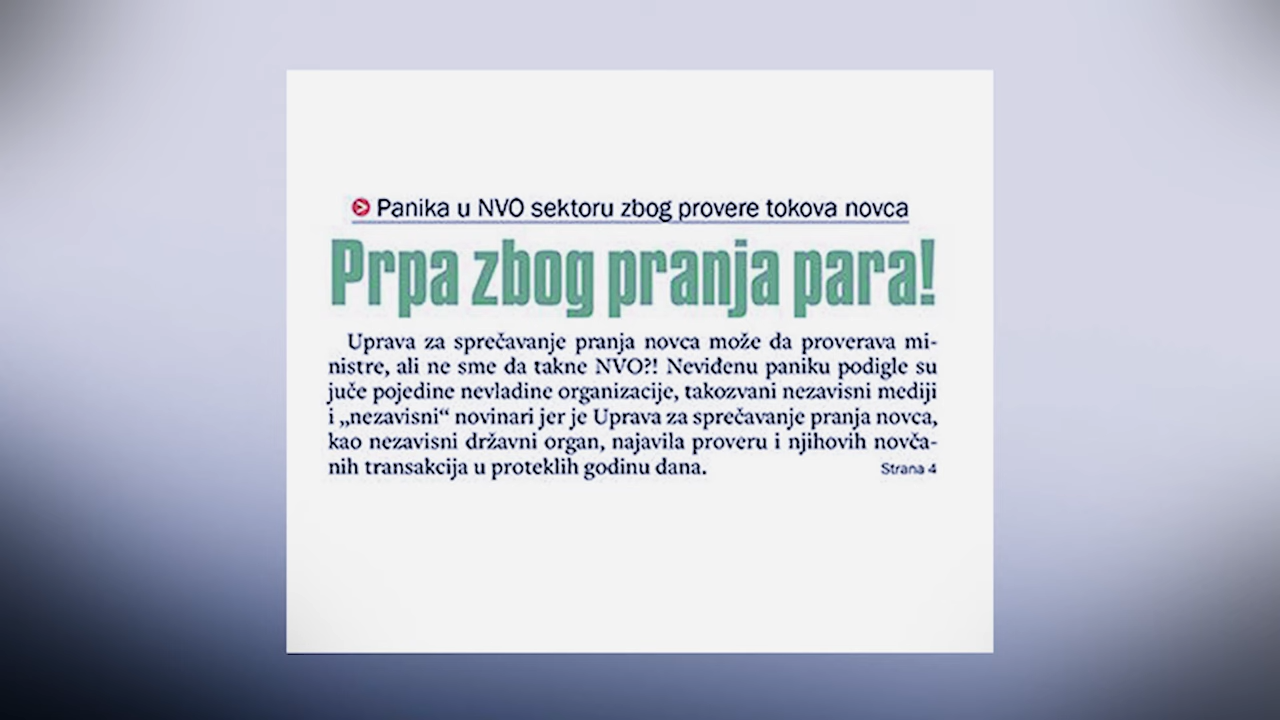 Panika u NVO sektoru zbog provere tokova novca
Prpa zbog pranja para!
Uprava za sprečavanje pranja novca može da proverava mi-
nistre, ali ne sme da takne NVO?! Neviđenu paniku podigle su
juče pojedine nevladine organizacije, takozvani nezavisni mediji
i „nezavisni“ novinari jer je Uprava za sprečavanje pranja novca,
kao nezavisni državni organ, najavila proveru i njihovih novča-
nih transakcija u proteklih godinu dana.
Strana 4